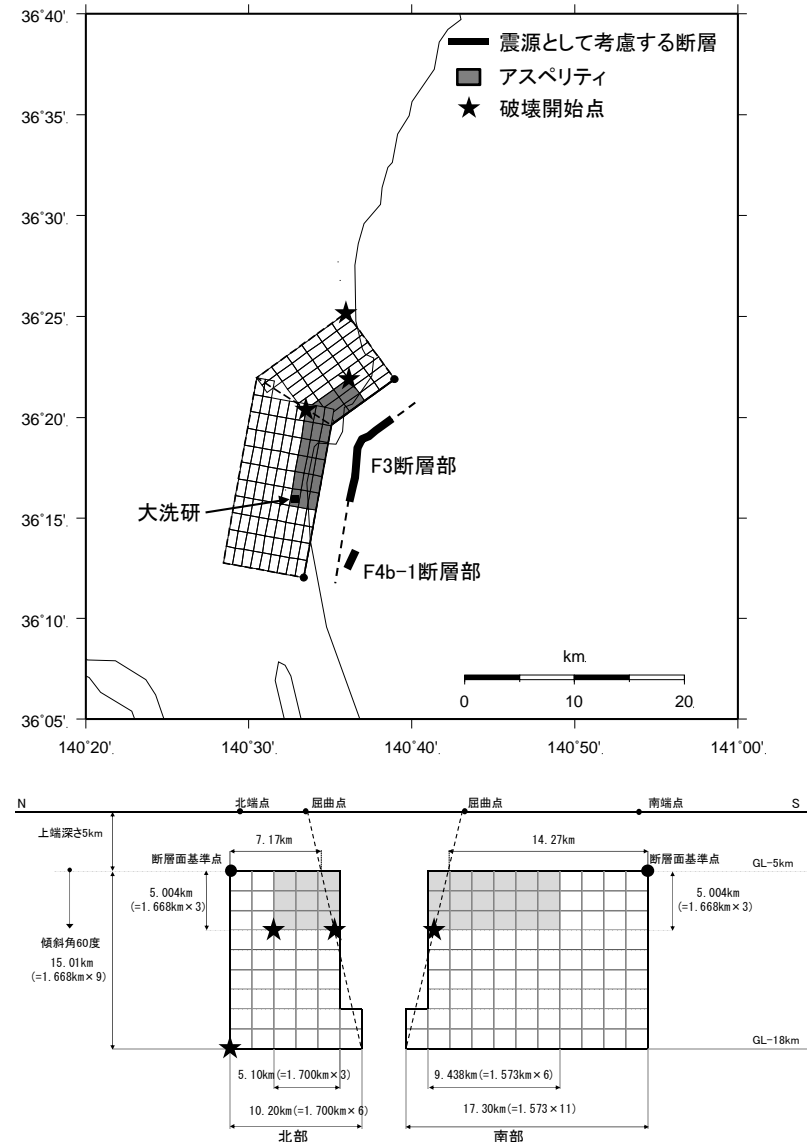 36˚40'
36˚35'
36˚30'
36˚25'
36˚20'
36˚15'
36˚10'
36˚05'
140˚20'
140˚30'
140˚40'
140˚50'
141˚00'
震源として考慮する断層
アスペリティ
破壊開始点
F3断層部
大洗研
F4b-1断層部
km
0 10 20
N 北端点 屈曲点 屈曲点 南端点 S
上端深さ5km
7.17km 14.27km
断層面基準点 断層面基準点 GL-5km
5.004km
(=1.668km×3)
5.004km
(=1.668km×3)
傾斜角60度
15.01km
(=1.668km×9)
GL-18km
5.10km(=1.700km×3) 9.438km(=1.573km×6)
10.20km(=1.700km×6) 17.30km(=1.573×11)
北部 南部